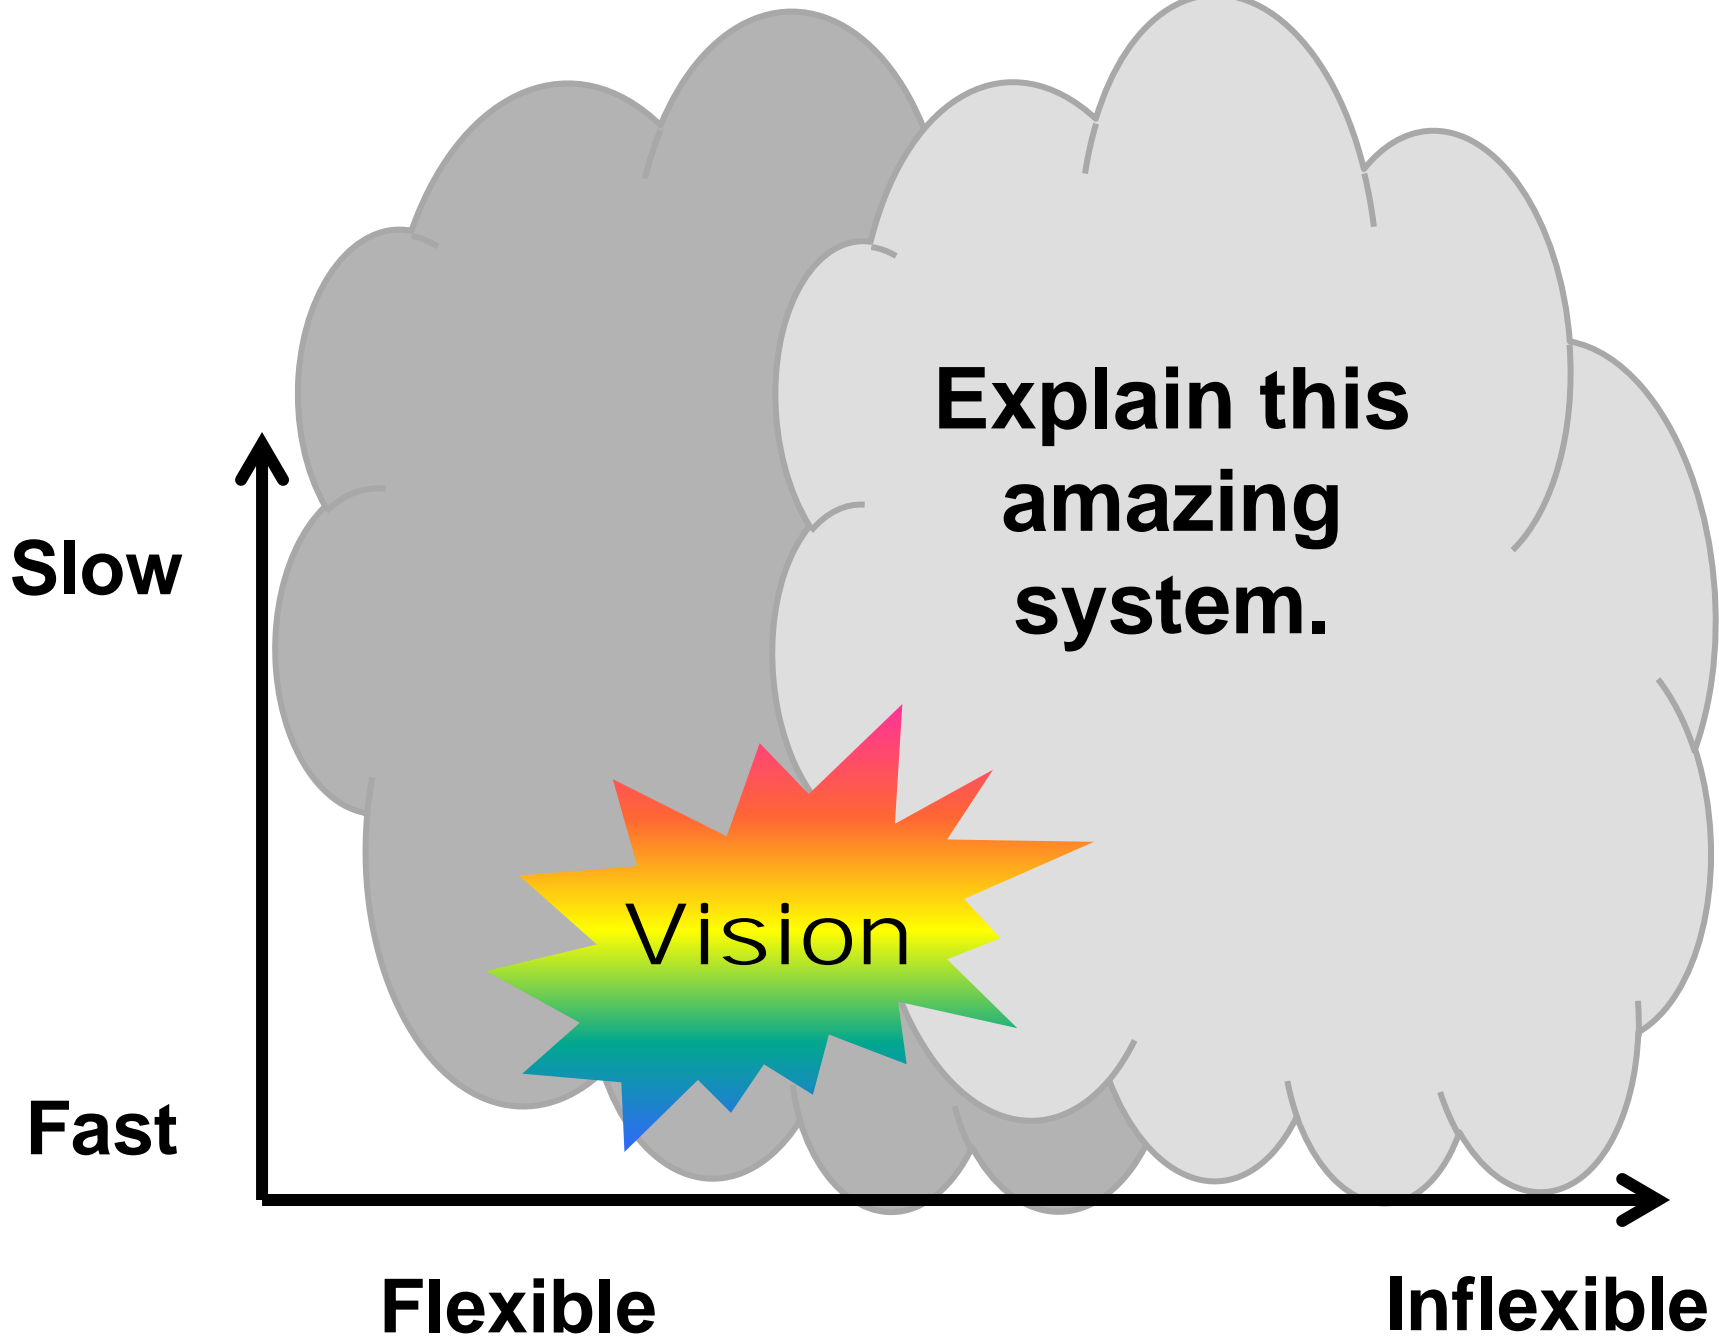 Explain this
amazing
system.
Slow
Vision
Fast
Flexible
Inflexible